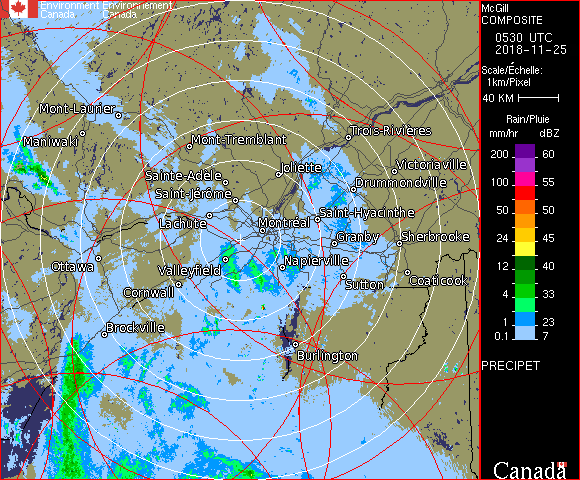 Environment Environnement
Canada Canada
McGill
COMPOSITE
0530 UTC
2018-11-25
Scale/Échelle:
1km/Pixel
40 KM
Rain/Pluie
mm/hr dBZ
200 60
100 55
50 50
24 45
12 40
4 33
1 23
0.1 7
PRECIPET
Canada
Mont-Laurier
Maniwaki
Mont-Tremblant
Trois-Rivières
Joliette
Victoriaville
Sainte-Adèle
Drummondville
Saint-Jérôme
Saint-Hyacinthe
Lachute
Montréal
Granby
Sherbrooke
Ottawa
Valleyfield
Napierville
Coaticook
Cornwall
Sutton
Brockville
Burlington